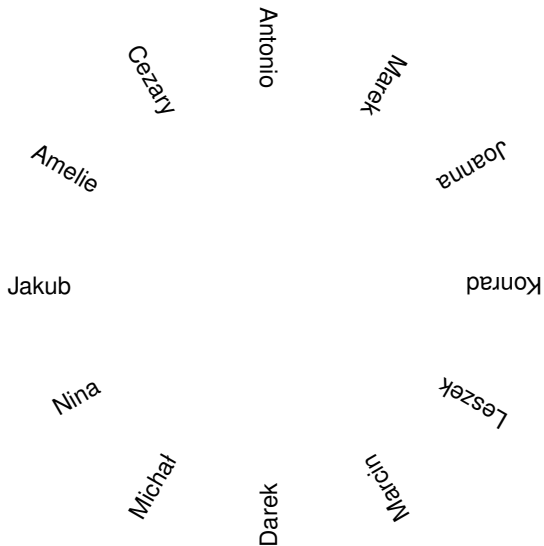 Antonio
Marek
Joanna
Konrad
Leszek
Marcin
Darek
Michał
Nina
Jakub
Amelie
Cezary